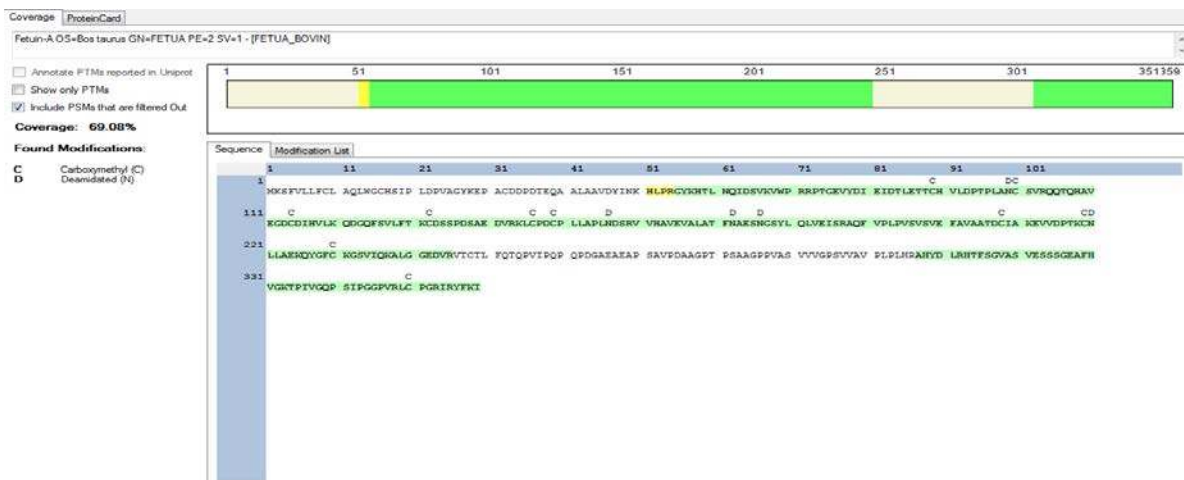 Coverage ProteinCard
Fetuin-A OS=Bos taurus GN=FETUA PE=2 SV=1 - [FETUA_BOVIN]
Annotate PTMs reported in Uniprot
Show only PTMs
Include PSMs that are filtered Out
Coverage: 69.08%
Found Modifications:
C Carboxymethyl (C)
D Deamidated (N)
1 51 101 151 201 251 301 351359
Sequence Modification List
1 11 21 31 41 51 61 71 81 91 101
C DC
1 MKSFVLLFCL AQLWGCHSIP LDPVAGYKEP ACDDPDTEQA ALAAVDYINK HLPRGYKHTL NQIDSVKVWP RRPTGEVYDI EIDTLETTCH VLDPTPLANC SVRQQTQHAV
C C C C D D D C CD
111 EGDCDIHVLK QDGQFSVLFT KCDSSPDSAE DVRKLCPDCP LLAPLNDSRV VHAVEVALAT FNAESNGSYL QLVEISRAQF VPLPVSVSVE FAVAATDCIA KEVVDPTKCN
C
221 LLAEKQYGFC KGSVIQKALG GEDVRVTCTL FQTQPVIPQP QPDGAEAEAP SAVPDAAGPT PSAAGPPVAS VVVGPSVVAV PLPLHRAHYD LRHTFSGVAS VESSSGEAFH
C
331 VGKTPIVGQP SIPGGPVRLC PGRIRYFKI